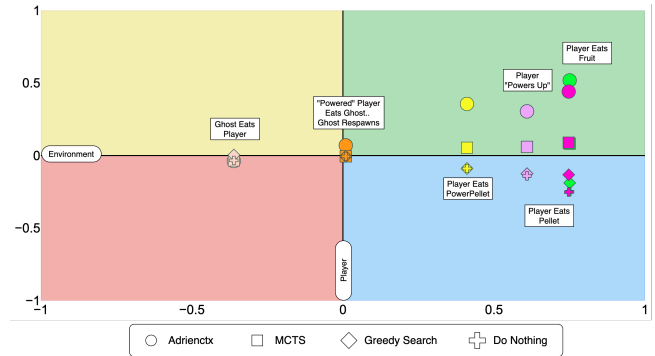 1
0.5
0
−0.5
−1
Player Eats
Fruit
Player
"Powers Up"
"Powered" Player
Eats Ghost..
Ghost Respawns
Ghost Eats
Player
Environment
Player Eats
PowerPellet
Player Eats
Pellet
Player
−1
−0.5
0
0.5
1
Adrienctx
MCTS
Greedy Search
Do Nothing